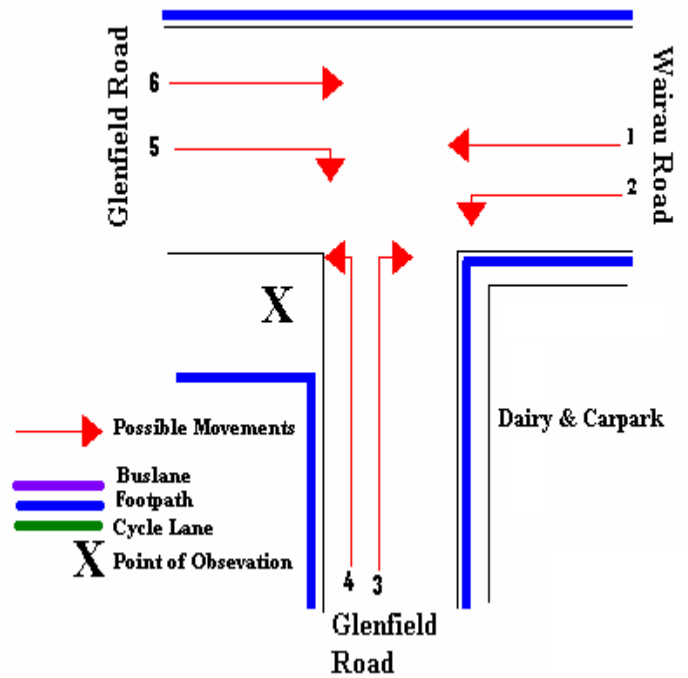 Glenfield Road
6
5
1
2
Wairau Road
X
Dairy & Carpark
Possible Movements
Buslane
Footpath
Cycle Lane
X Point of Obsevation
4 3
Glenfield
Road